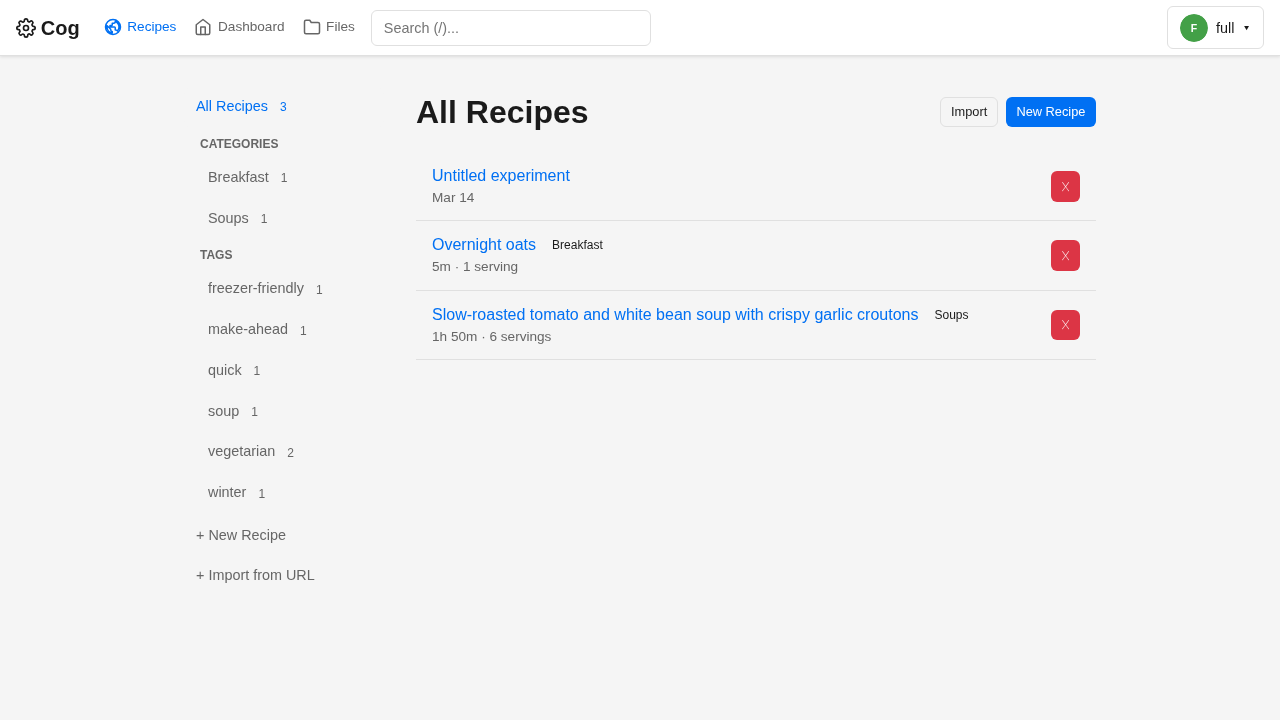 Cog
Recipes
Dashboard
Files
Search (/)...
F
full
All Recipes 3
CATEGORIES
Breakfast 1
Soups 1
TAGS
freezer-friendly 1
make-ahead 1
quick 1
soup 1
vegetarian 2
winter 1
+ New Recipe
+ Import from URL
All Recipes
Import
New Recipe
Untitled experiment
Mar 14
X
Overnight oats Breakfast
5m · 1 serving
X
Slow-roasted tomato and white bean soup with crispy garlic croutons Soups
1h 50m · 6 servings
X